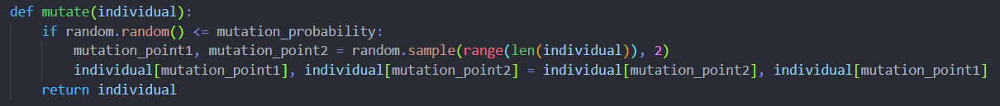 def mutate(individual):
    if random.random() <= mutation_probability:
        mutation_point1, mutation_point2 = random.sample(range(len(individual)), 2)
        individual[mutation_point1], individual[mutation_point2] = individual[mutation_point2], individual[mutation_point1]
    return individual